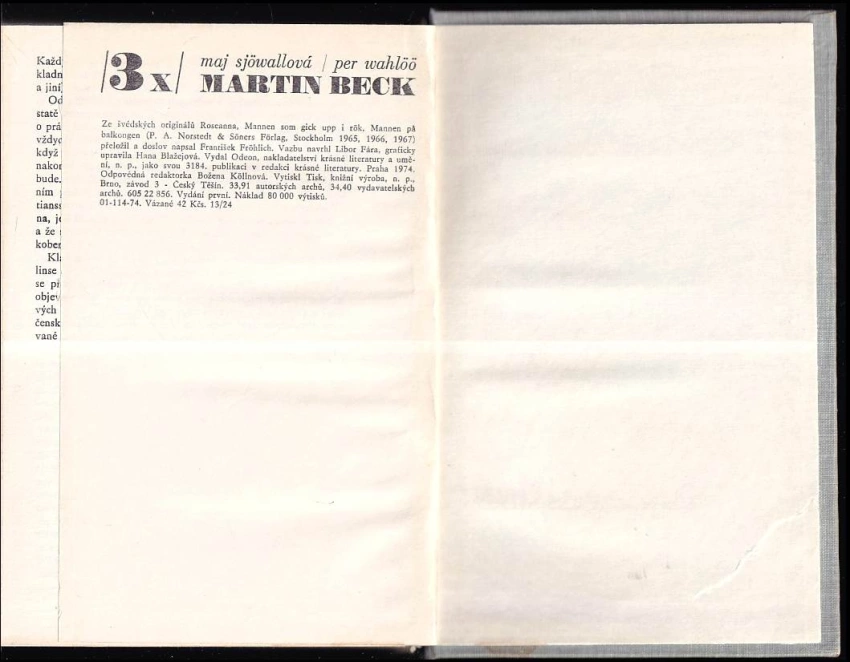 Každ
kladn
a jiní
Od
statě
o prá
vždyc
když
nakon
bude.
ním
tianss
na, je
a že
kober
Kl
linse
se př
objev
vých
čensk
vané
|3x| maj sjöwallová | per wahlöö
MARTIN BECK
Ze švédských originálů Roseanna, Mannen som gick upp i rök, Mannen på
balkongen (P. A. Norstedt & Söners Förlag, Stockholm 1965, 1966, 1967)
přeložil a doslov napsal František Fröhlich. Vazbu navrhl Libor Fára, graficky
upravila Hana Blažejová. Vydal Odeon, nakladatelství krásné literatury a umě-
ní, n. p., jako svou 3184. publikaci v redakci krásné literatury. Praha 1974.
Odpovědná redaktorka Božena Köllnová. Vytiskl Tisk, knižní výroba, n. p.,
Brno, závod 3 - Český Těšín. 33,91 autorských archů, 34,40 vydavatelských
archů. 605 22 856. Vydání první. Náklad 80 000 výtisků.
01-114-74. Vázané 42 Kčs. 13/24